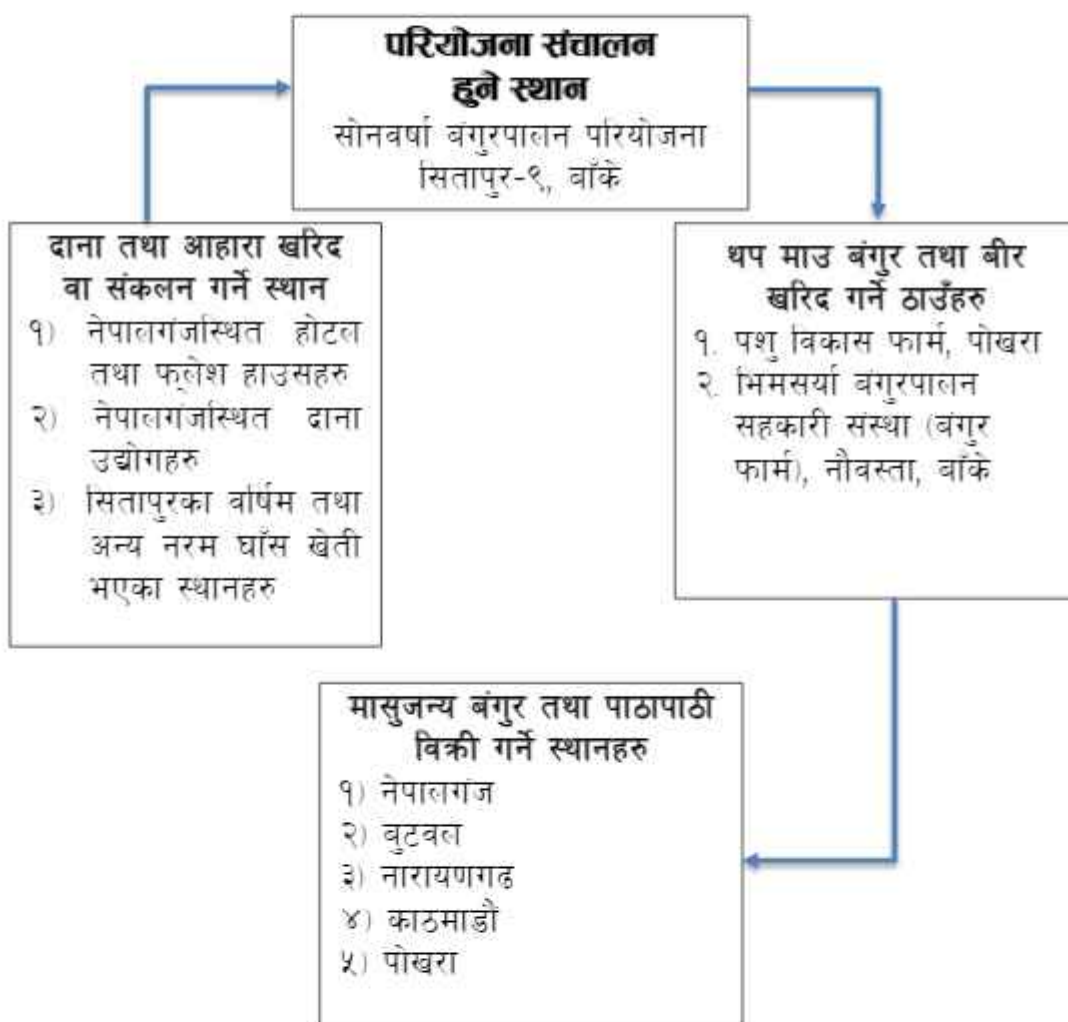 परियोजना संचालन
हुने स्थान
सोनवर्षा बंगुरपालन परियोजना
सितापुर-९, बाँके
दाना तथा आहारा खरिद
वा संकलन गर्ने स्थान
१) नेपालगंजस्थित होटल
तथा फ्लेश हाउसहरु
२) नेपालगंजस्थित दाना
उद्योगहरु
३) सितापुरका वर्षिम तथा
अन्य नरम घाँस खेती
भएका स्थानहरु
थप माउ बंगुर तथा बीर
खरिद गर्ने ठाउँहरु
१. पशु विकास फार्म, पोखरा
२. भिमसर्या बंगुरपालन
सहकारी संस्था (बंगुर
फार्म), नौवस्ता, बाँके
मासुजन्य बंगुर तथा पाठापाठी
विक्री गर्ने स्थानहरु
१) नेपालगंज
२) बुटवल
३) नारायणगढ
४) काठमाडौं
५) पोखरा